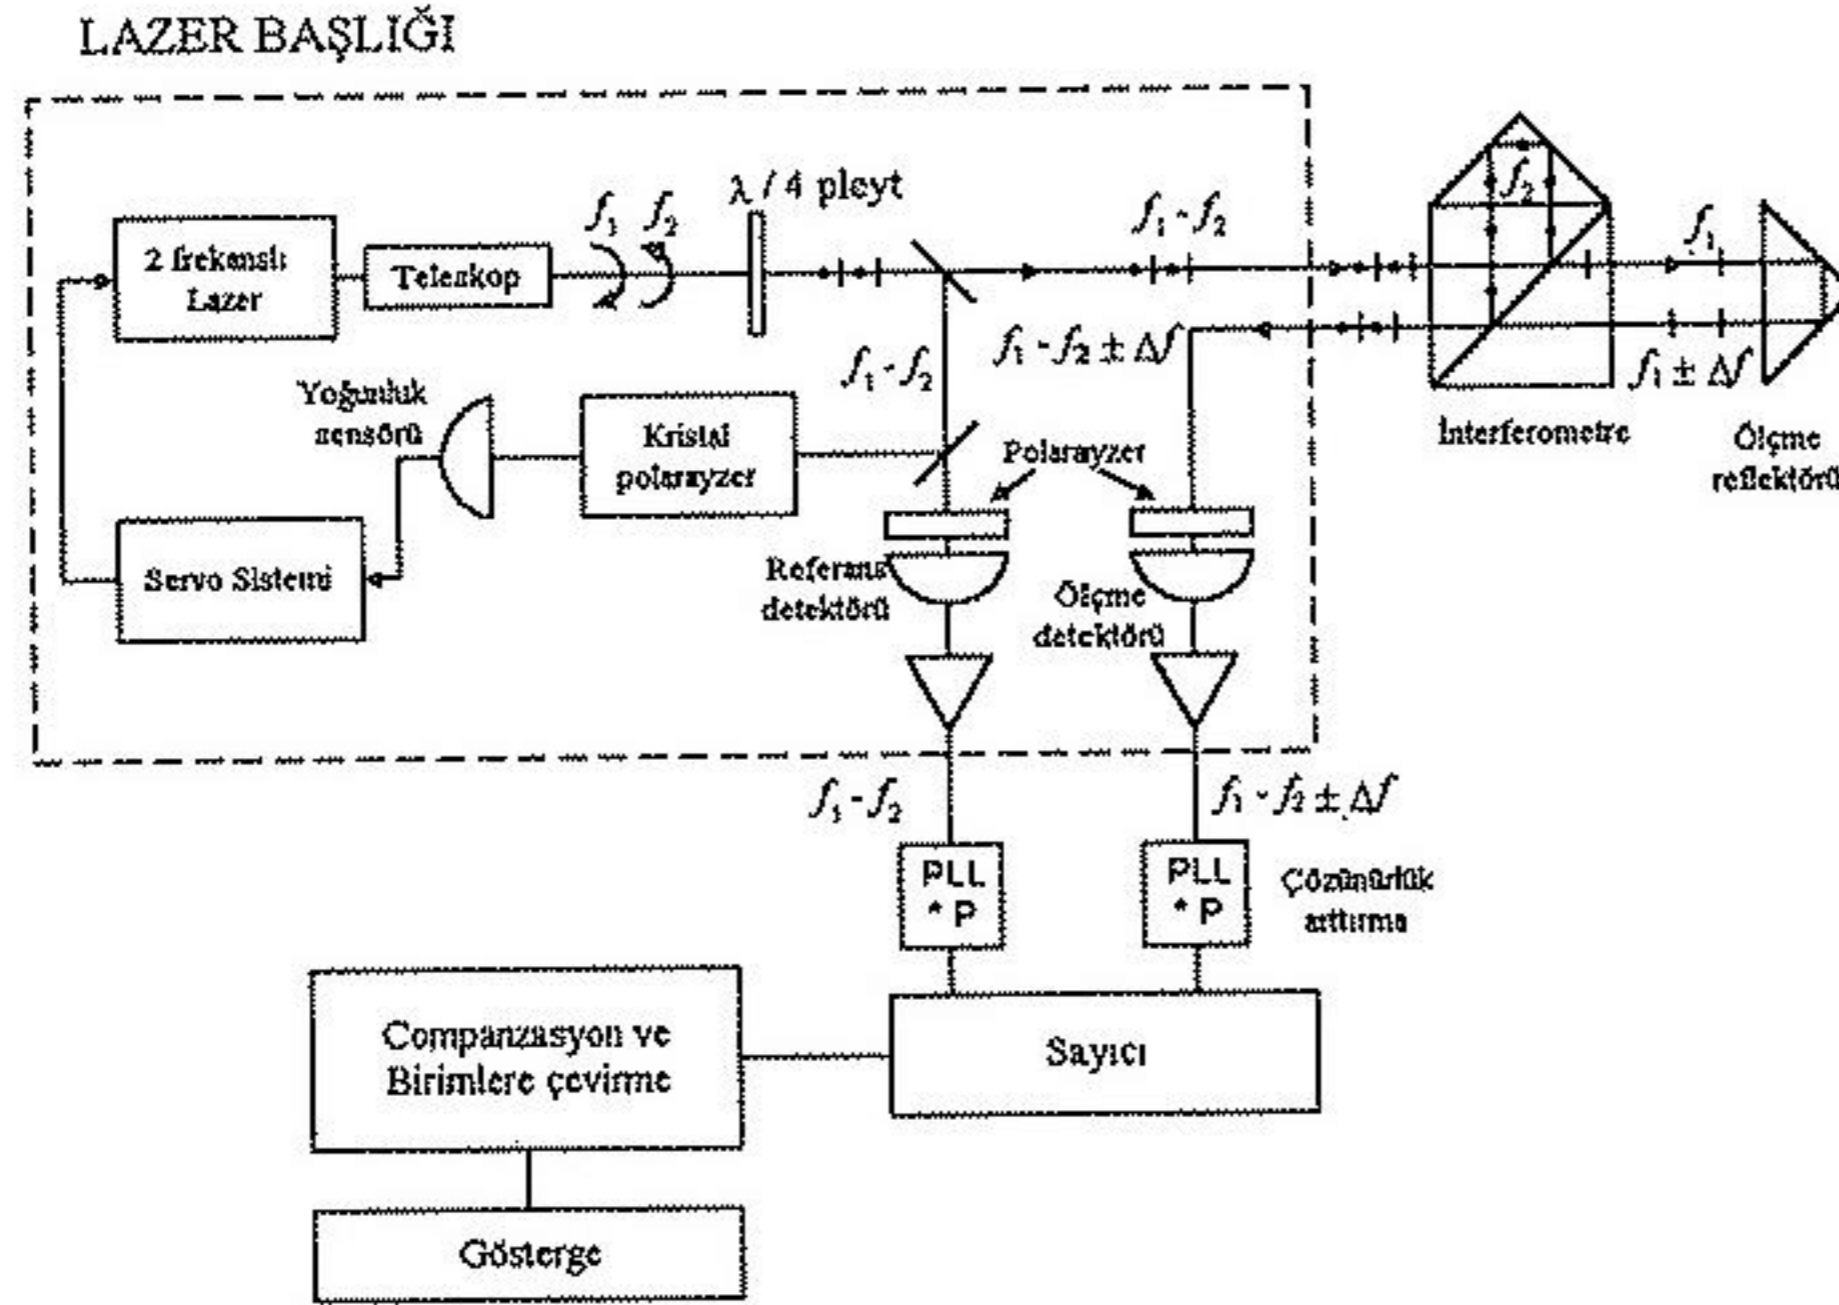 LAZER BAŞLIĞI
λ / 4 pleyt
f₁ f₂
2 frekanslı
Lazer
Teleskop
f₁ - f₂
f₂
f₁
f₁ - f₂
f₁ - f₂ ± Δf
f₁ ± Δf
Yoğunluk
sensörü
Kristal
polarayzer
Polarayzer
İnterferometre
Ölçme
reflektörü
Servo Sistemi
Referans
detektörü
Ölçme
detektörü
f₁ - f₂
f₁ - f₂ ± Δf
PLL
* P
PLL
* P
Çözünürlük
arttırma
Companzasyon ve
Birimlere çevirme
Sayıcı
Gösterge